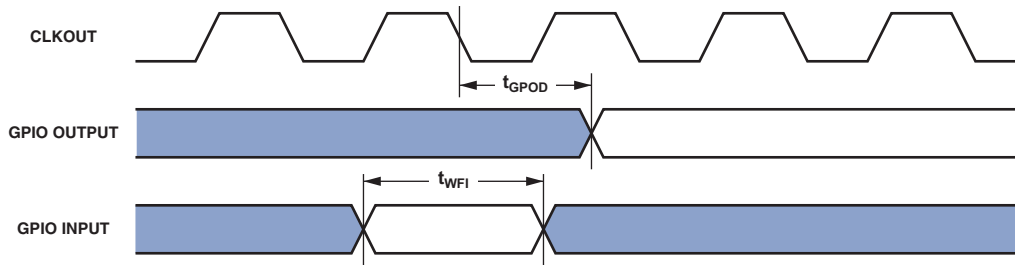 CLKOUT
tGPOD
GPIO OUTPUT
tWFI
GPIO INPUT